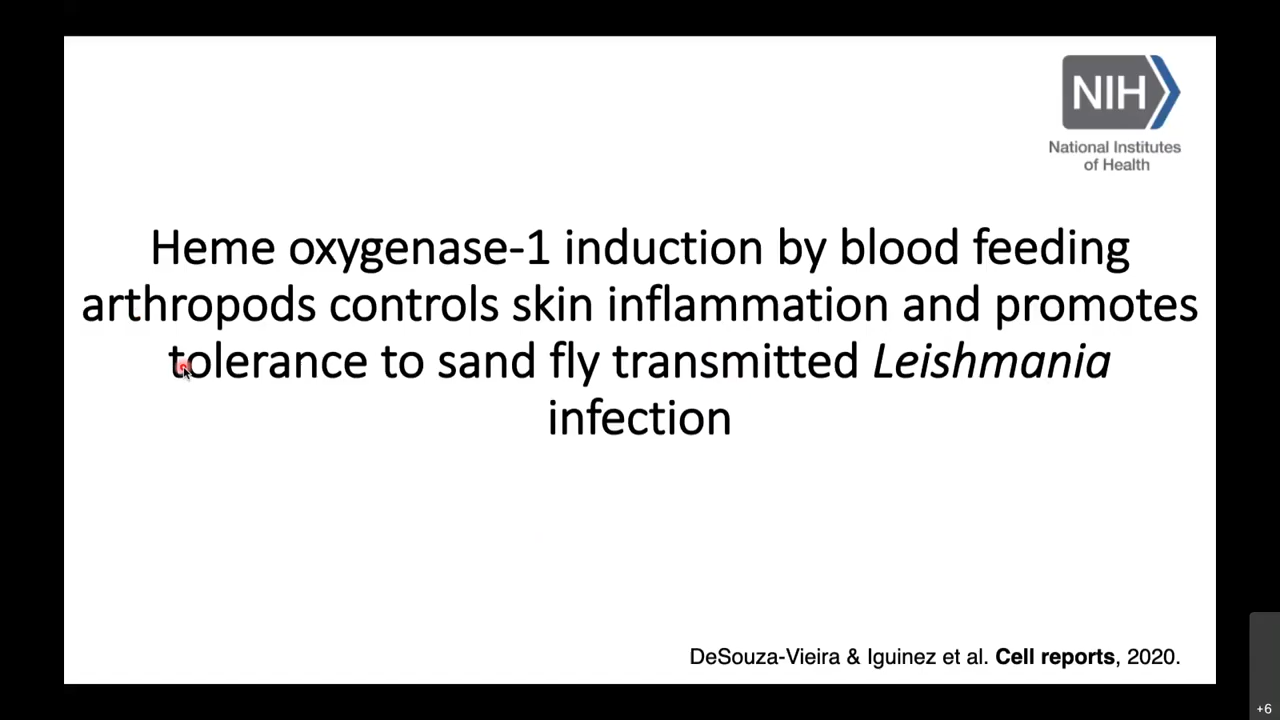 NIH
National Institutes
of Health
Heme oxygenase-1 induction by blood feeding
arthropods controls skin inflammation and promotes
tolerance to sand fly transmitted Leishmania
infection
DeSouza-Vieira & Iguinez et al. Cell reports, 2020.
+6